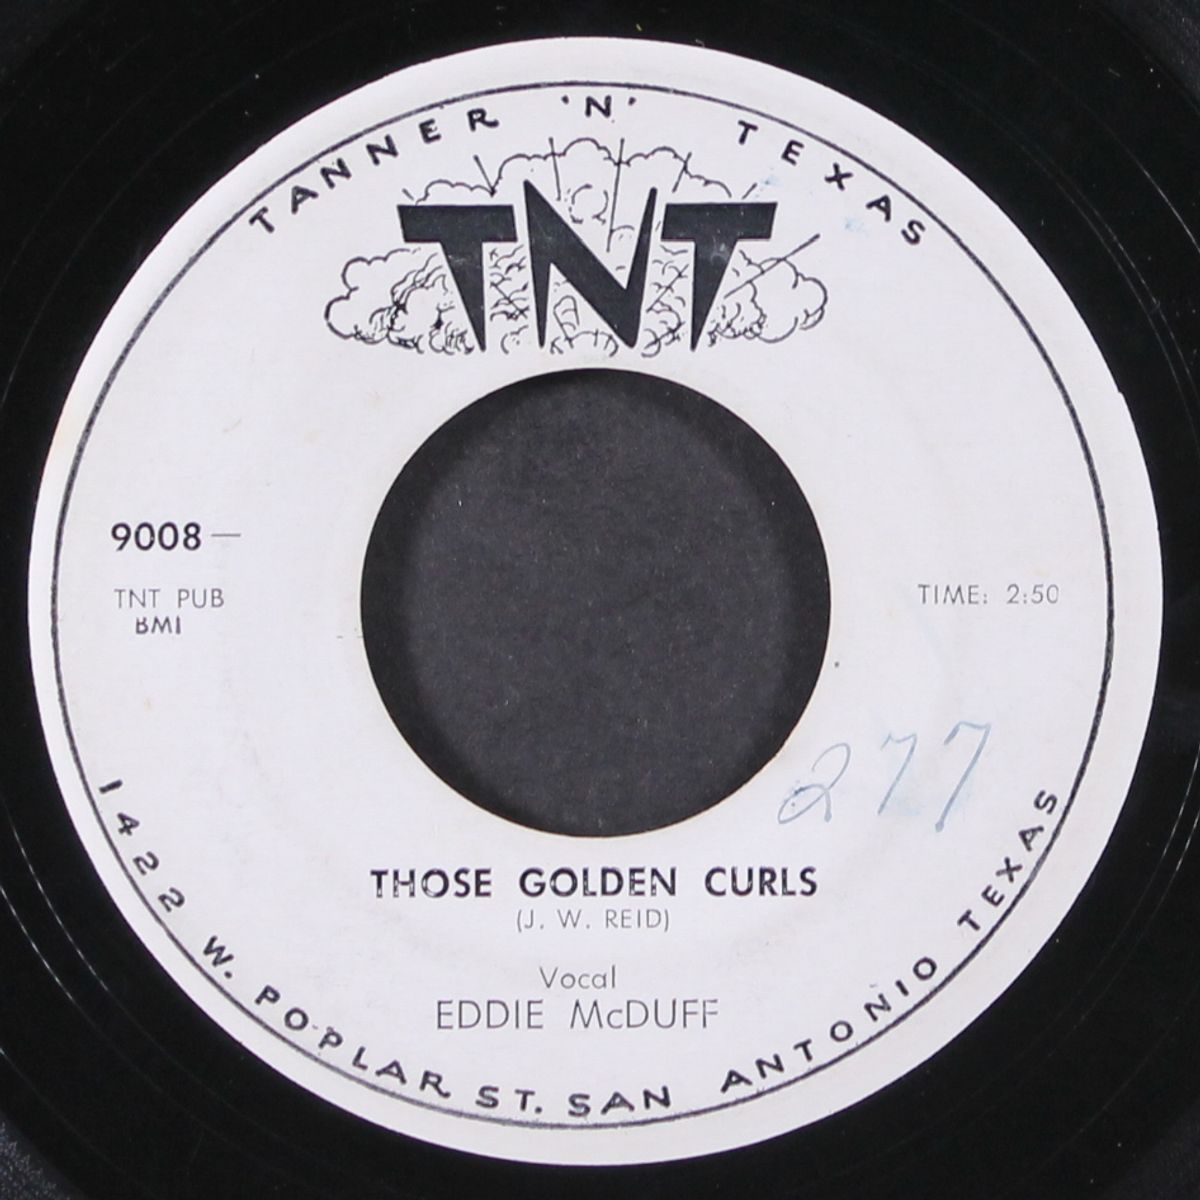 TANNER 'N' TEXAS
TNT
9008—
TNT PUB
BMI
TIME: 2:50
277
THOSE GOLDEN CURLS
(J. W. REID)
Vocal
EDDIE McDUFF
1422 W. POPLAR ST. SAN ANTONIO TEXAS